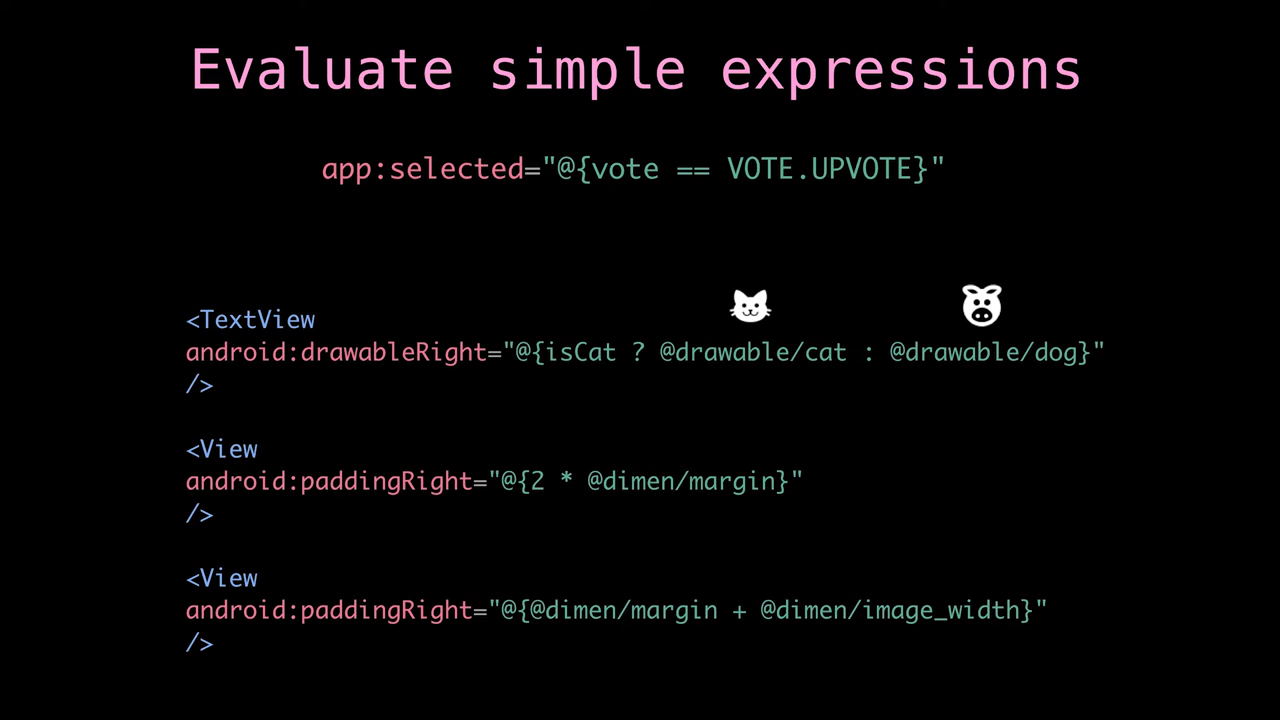 Evaluate simple expressions
app:selected="@{vote == VOTE.UPVOTE}"
<TextView
android:drawableRight="@{isCat ? @drawable/cat : @drawable/dog}"
/>
<View
android:paddingRight="@{2 * @dimen/margin}"
/>
<View
android:paddingRight="@{@dimen/margin + @dimen/image_width}"
/>